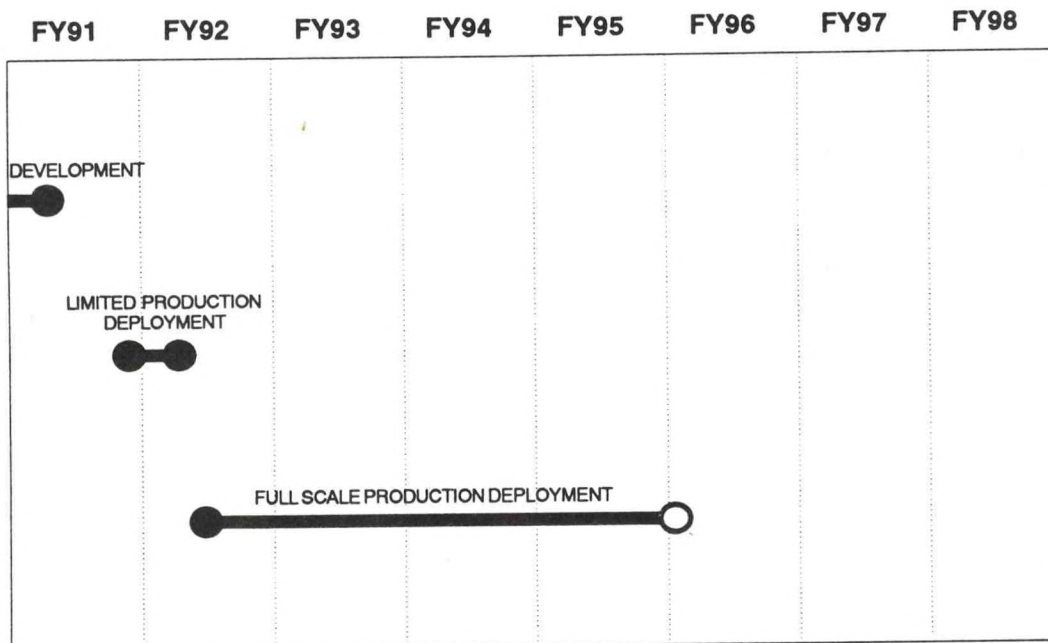 FY91 FY92 FY93 FY94 FY95 FY96 FY97 FY98
DEVELOPMENT
LIMITED PRODUCTION
DEPLOYMENT
FULL SCALE PRODUCTION DEPLOYMENT